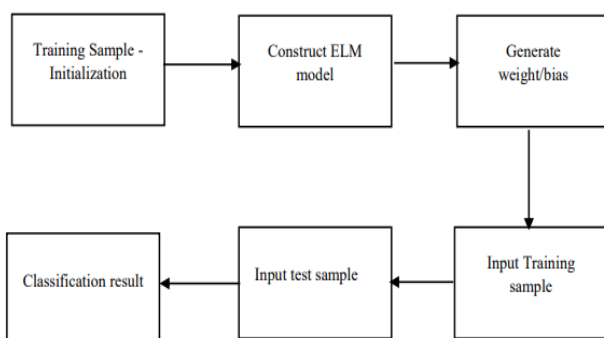 Training Sample -
Initialization
Construct ELM
model
Generate
weight/bias
Input Training
sample
Input test sample
Classification result